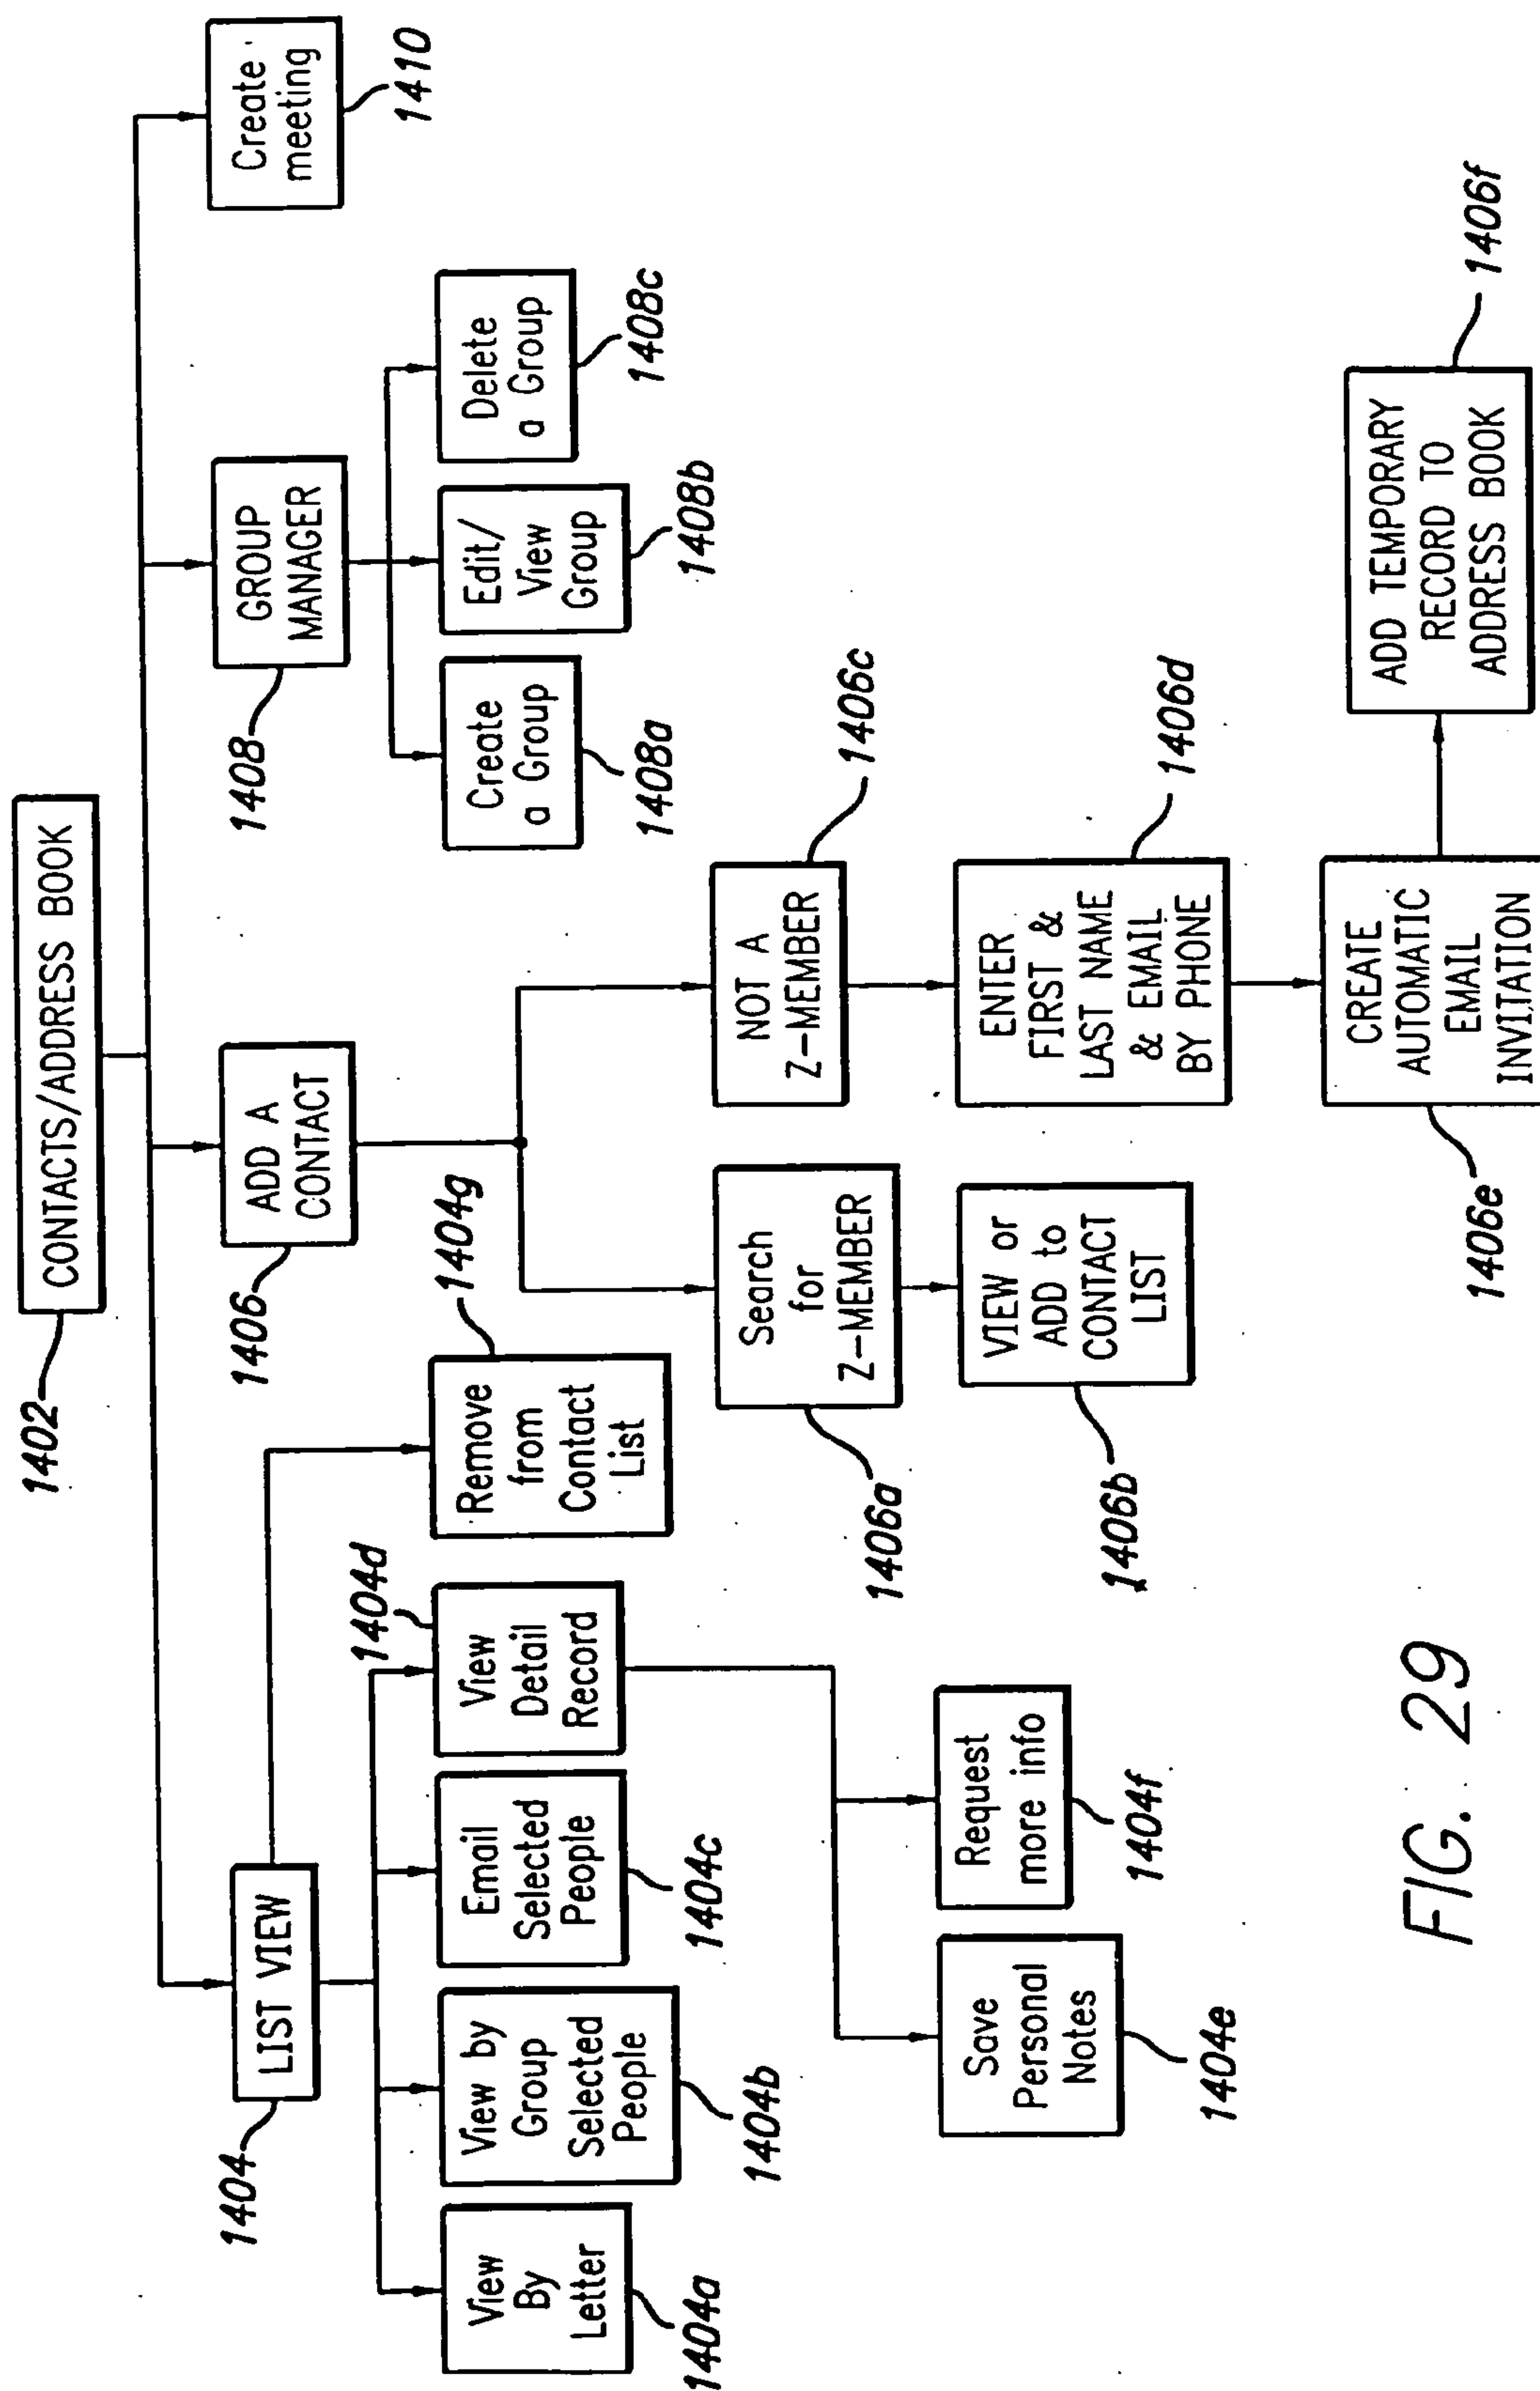 1402
CONTACTS/ADDRESS BOOK
1404
LIST VIEW
1406
ADD A
CONTACT
1408
GROUP
MANAGER
Create
meeting
1410
View
By
Letter
1404a
View by
Group
Selected
People
1404b
Email
Selected
People
1404c
View
Detail
Record
1404d
Remove
from
Contact
List
1404g
Create
a Group
1408a
Edit/
View
Group
1408b
Delete
a Group
1408c
Search
for
Z-MEMBER
1406a
NOT A
Z-MEMBER
1406c
Save
Personal
Notes
1404e
Request
more info
1404f
VIEW or
ADD to
CONTACT
LIST
1406b
ENTER
FIRST &
LAST NAME
& EMAIL
BY PHONE
1406d
CREATE
AUTOMATIC
EMAIL
INVITATION
1406e
ADD TEMPORARY
RECORD TO
ADDRESS BOOK
1406f
FIG. 29